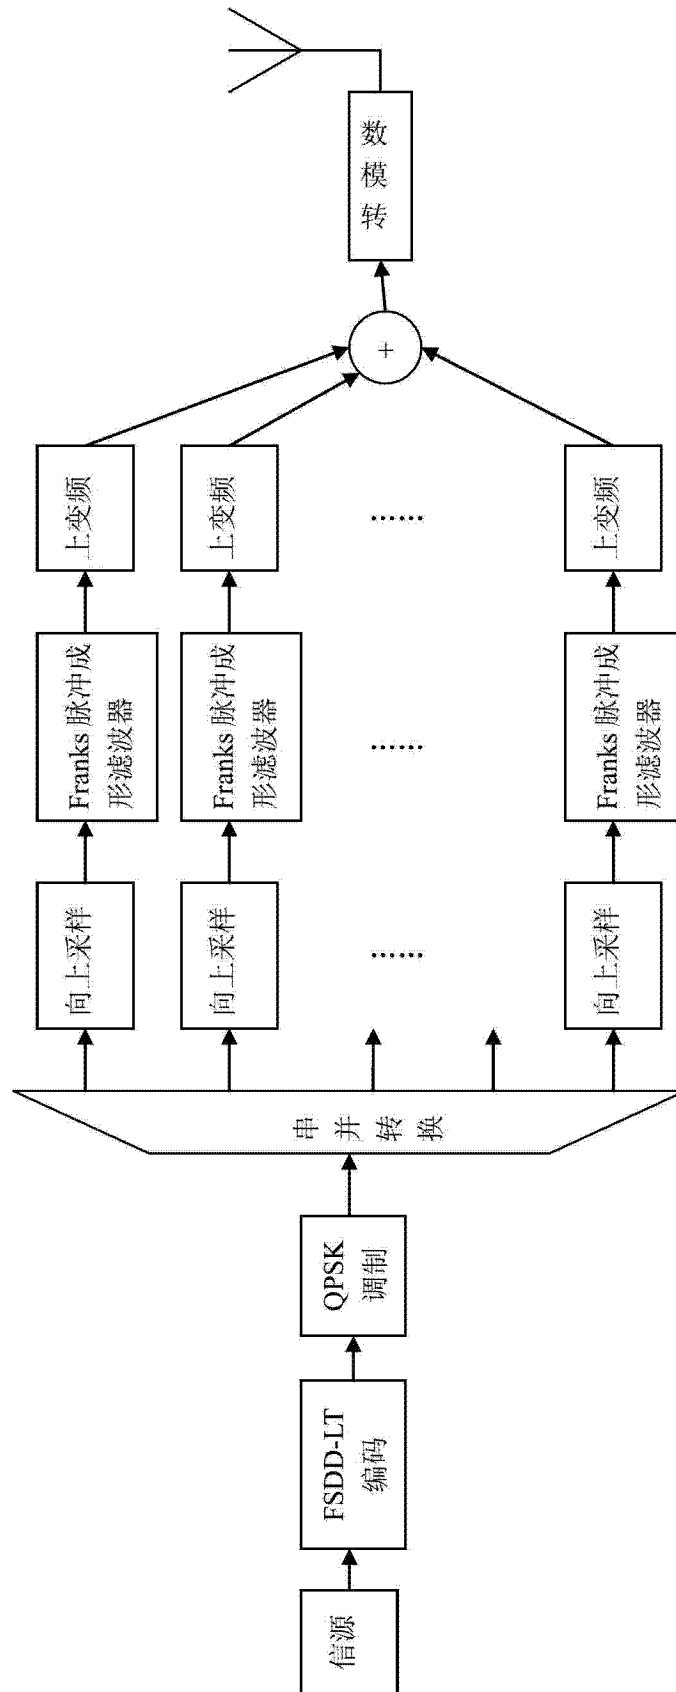 信源
FSDD-LT
编码
QPSK
调制
串并转换
向上采样
Franks 脉冲成
形滤波器
上变频
向上采样
Franks 脉冲成
形滤波器
上变频
……
……
……
向上采样
Franks 脉冲成
形滤波器
上变频
+
数模转